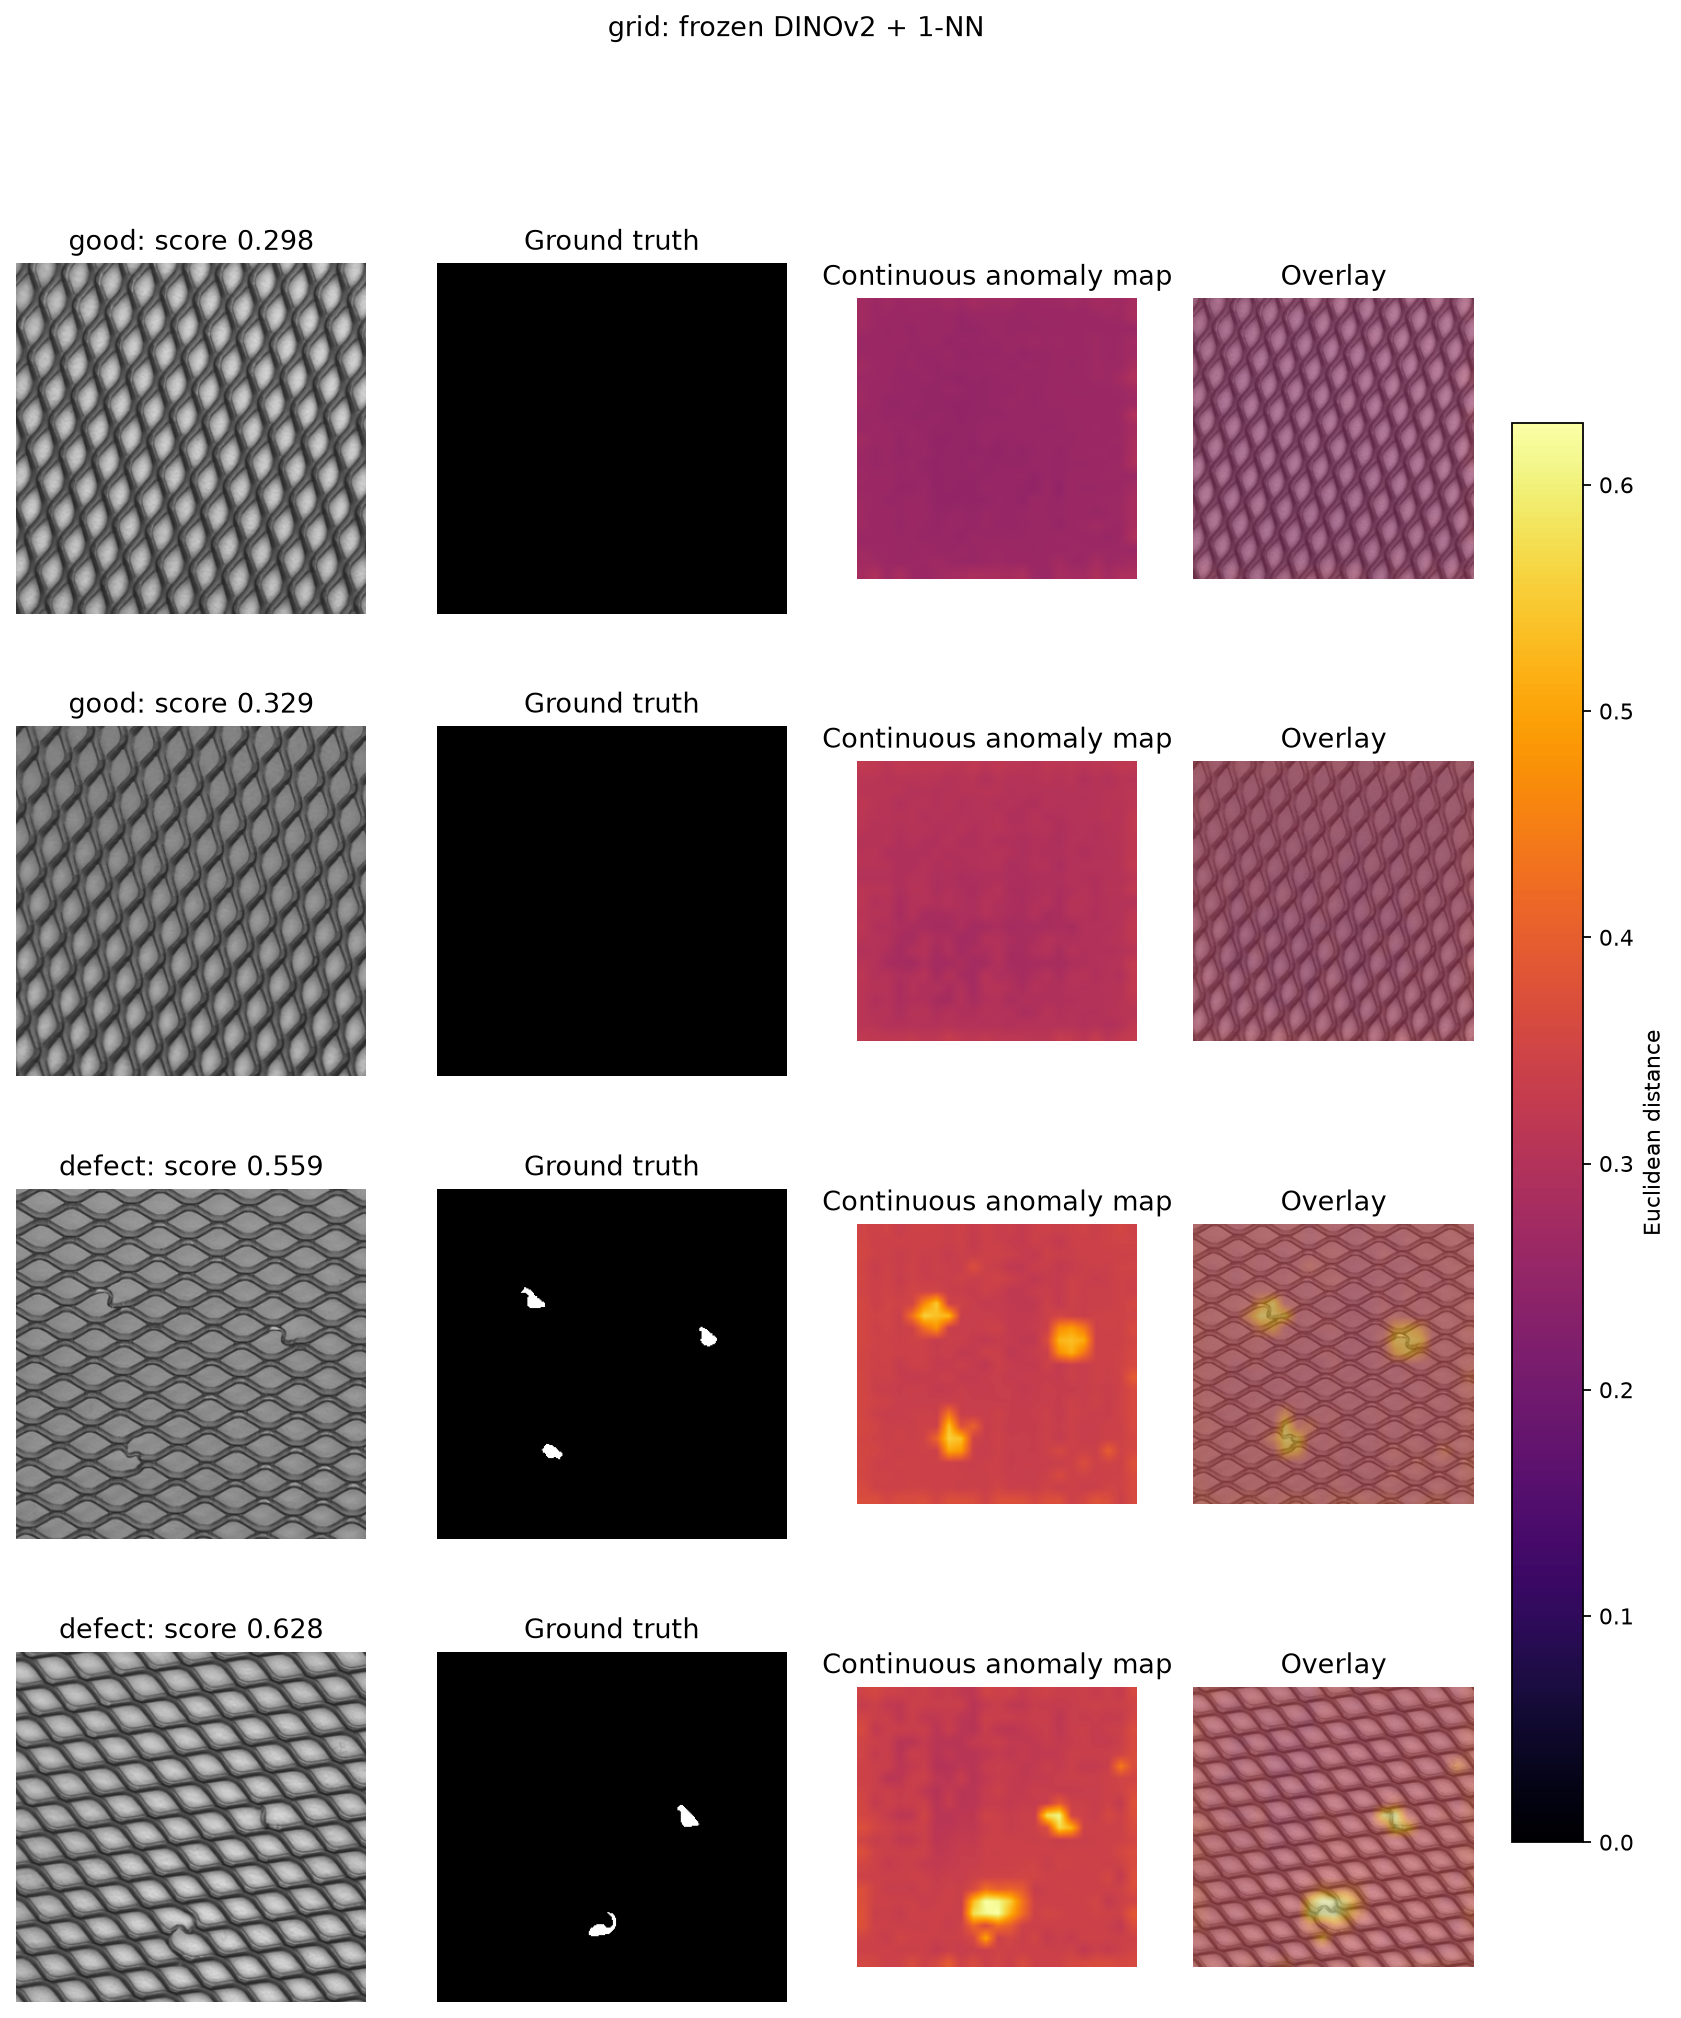 grid: frozen DINOv2 + 1-NN
good: score 0.298
Ground truth
Continuous anomaly map
Overlay
good: score 0.329
Ground truth
Continuous anomaly map
Overlay
defect: score 0.559
Ground truth
Continuous anomaly map
Overlay
defect: score 0.628
Ground truth
Continuous anomaly map
Overlay
0.6
0.5
0.4
0.3
0.2
0.1
0.0
Euclidean distance